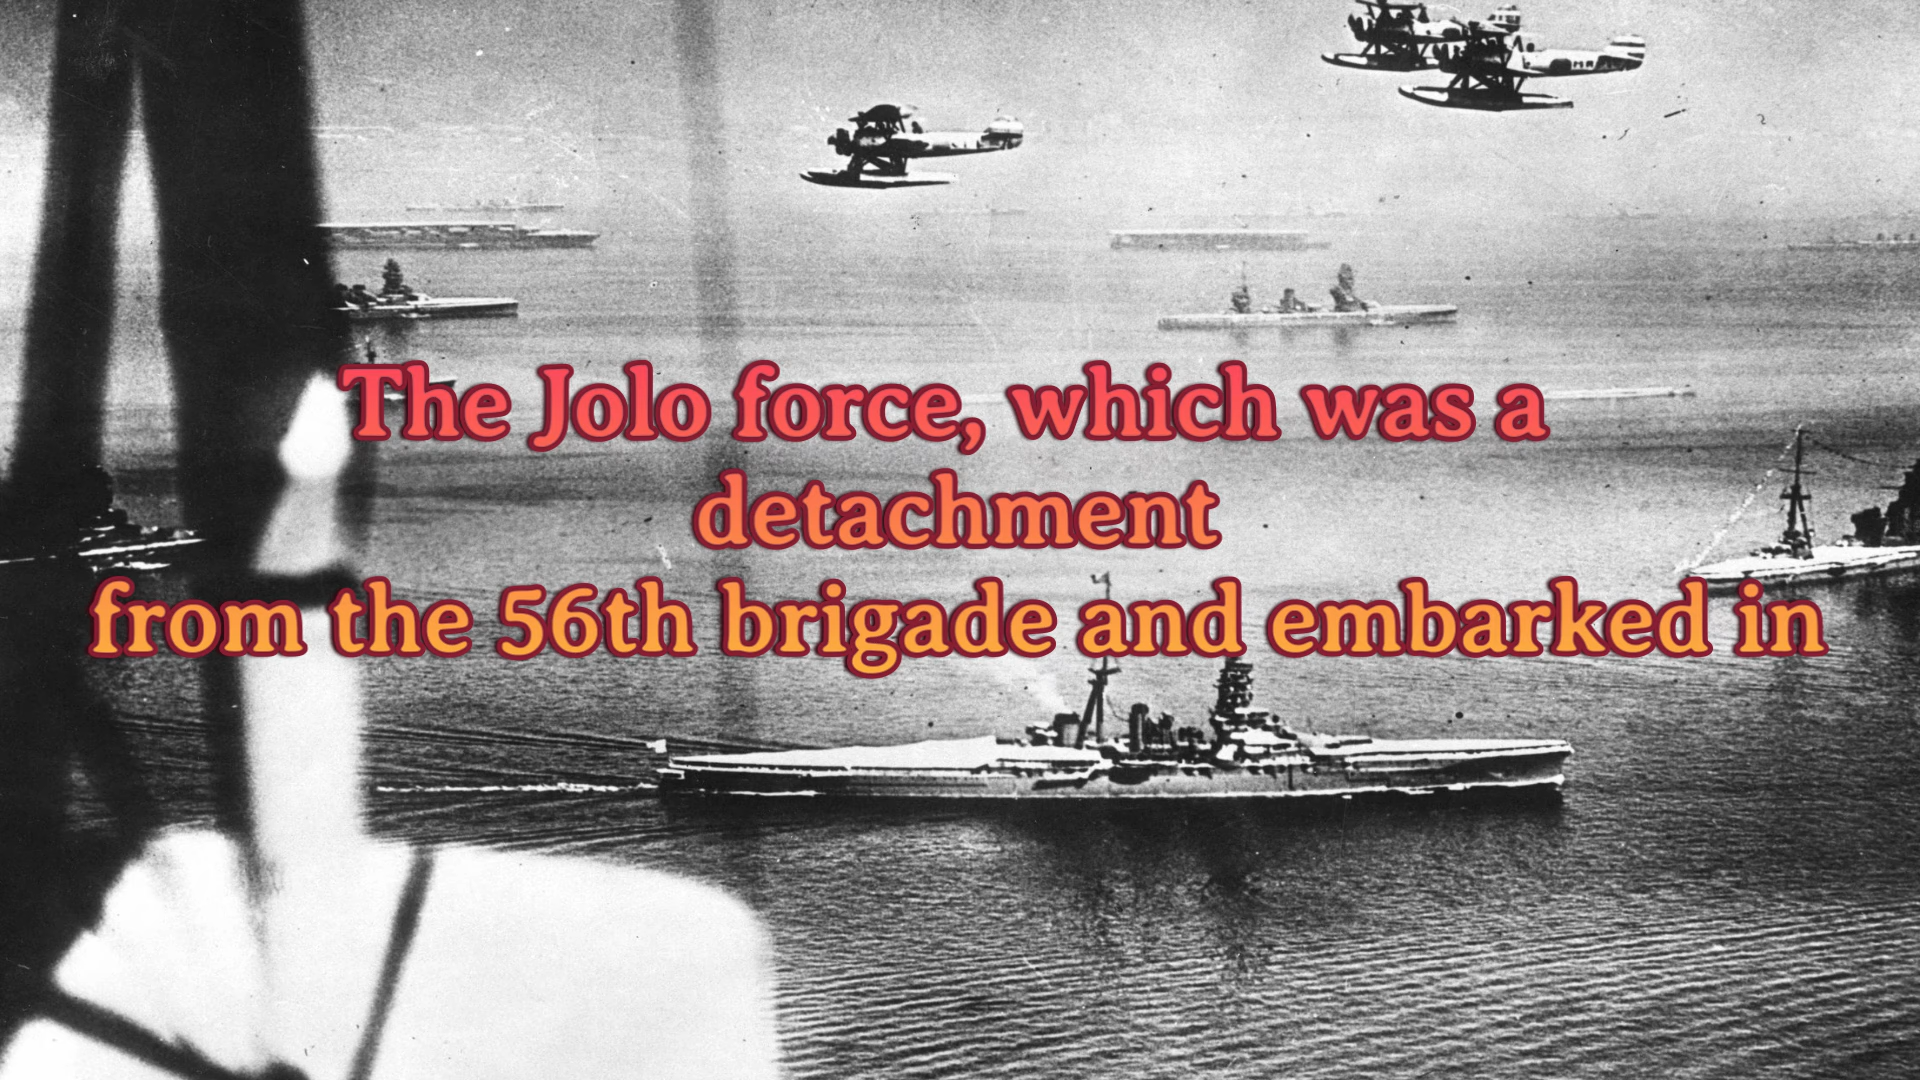 The Jolo force, which was a
detachment
from the 56th brigade and embarked in